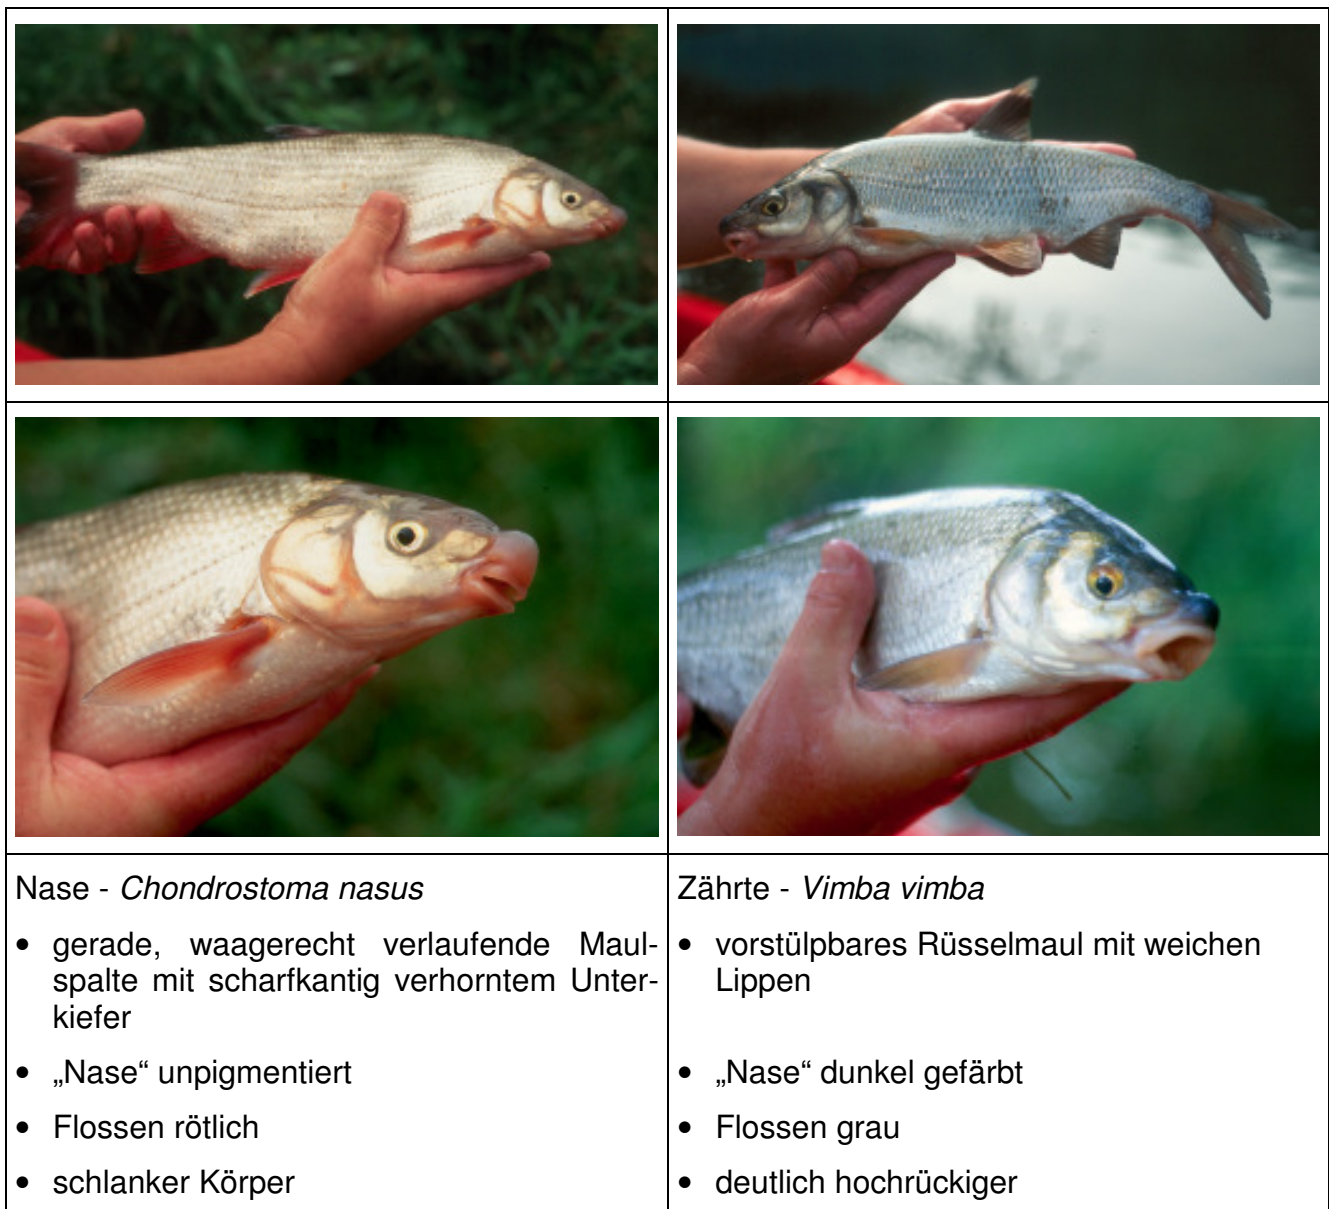 Nase - Chondrostoma nasus
• gerade, waagerecht verlaufende Maul-
spalte mit scharfkantig verhorntem Unter-
kiefer
• „Nase“ unpigmentiert
• Flossen rötlich
• schlanker Körper
Zährte - Vimba vimba
• vorstülpbares Rüsselmaul mit weichen
Lippen
• „Nase“ dunkel gefärbt
• Flossen grau
• deutlich hochrückiger